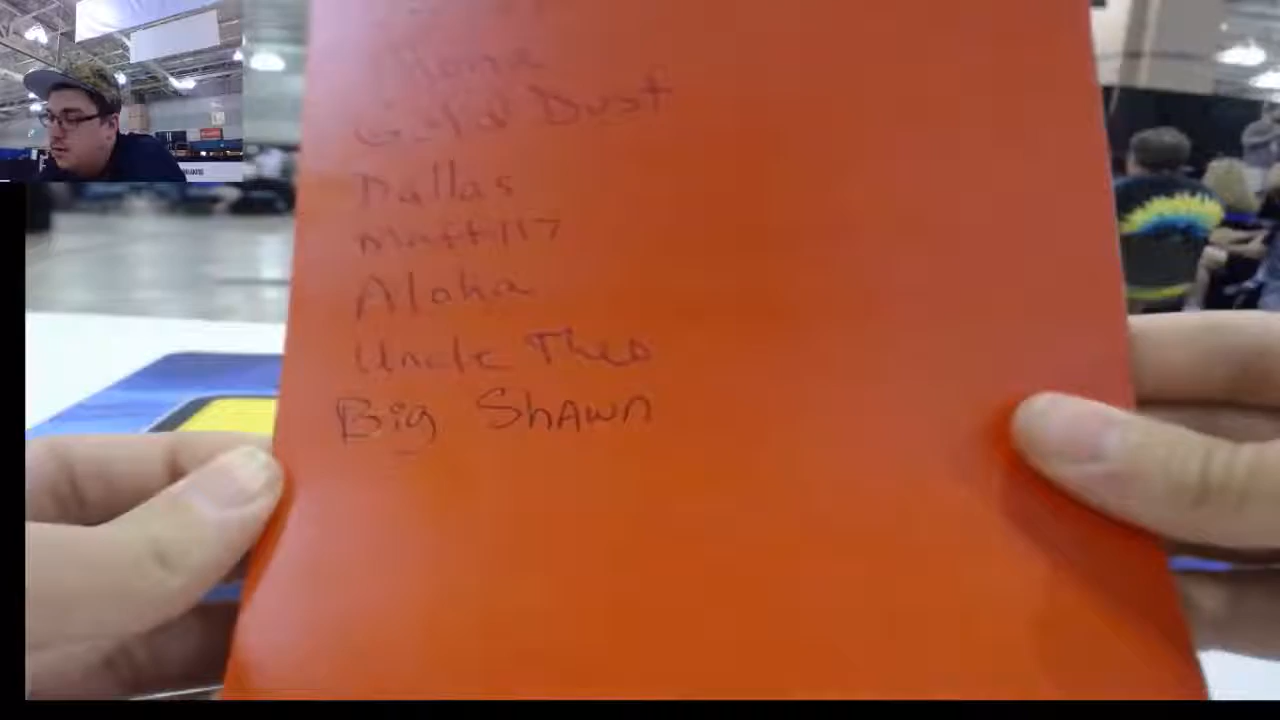 Gold Dust
Dallas
Matt117
Aloha
Uncle Theo
Big Shawn